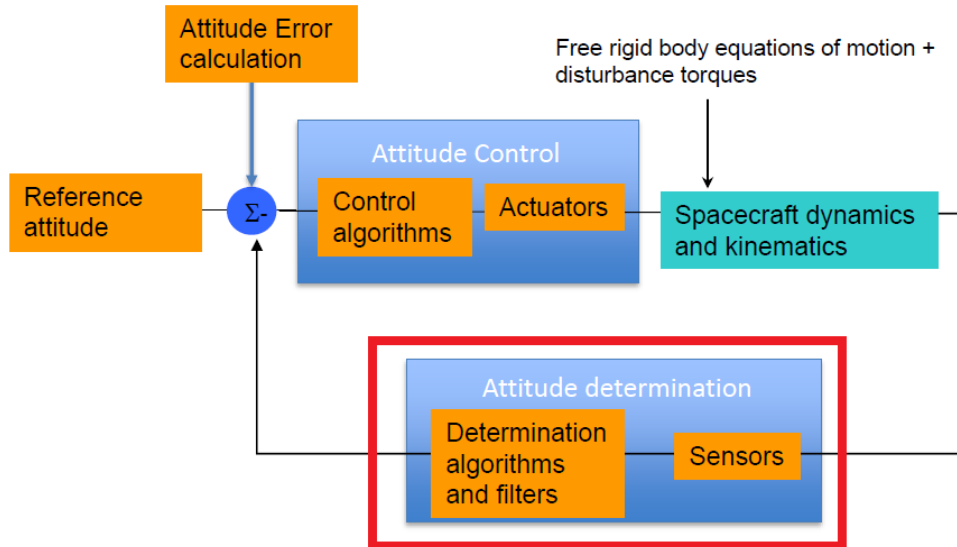 Attitude Error
calculation
Free rigid body equations of motion +
disturbance torques
Attitude Control
Reference
attitude
Σ-
Control
algorithms
Actuators
Spacecraft dynamics
and kinematics
Attitude determination
Determination
algorithms
and filters
Sensors